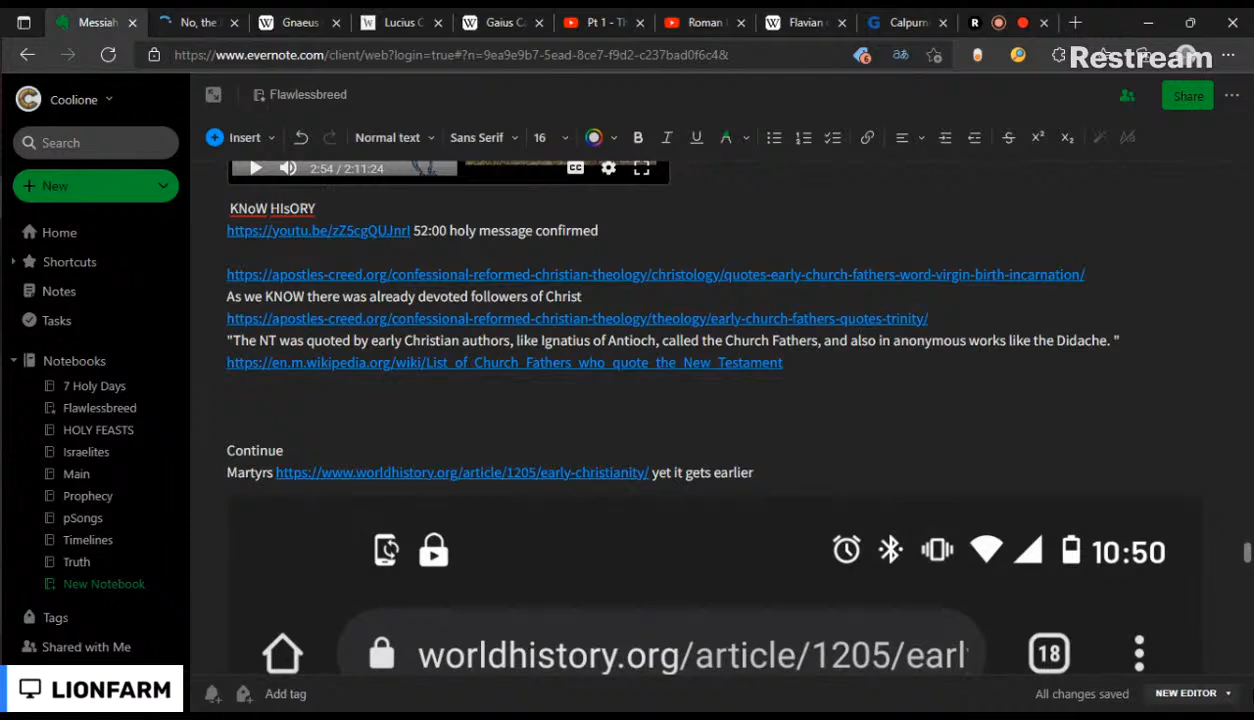 Messiah
No, the J
Gnaeus
Lucius C
Gaius Ca
Pt 1 - Th
Roman
Flavian
Calpurn
https://www.evernote.com/client/web?login=true#?n=9ea9e9b7-5ead-8ce7-f9d2-c237bad0f6c4&
6
Restream
Coolione
Flawlessbreed
Share
Search
Insert
Normal text
Sans Serif
16
B
I
U
A
New
2:54 / 2:11:24
CC
KNoW HIsORY
https://youtu.be/zZ5cgQUJnrI 52:00 holy message confirmed
Home
Shortcuts
https://apostles-creed.org/confessional-reformed-christian-theology/christology/quotes-early-church-fathers-word-virgin-birth-incarnation/
Notes
As we KNOW there was already devoted followers of Christ
Tasks
https://apostles-creed.org/confessional-reformed-christian-theology/theology/early-church-fathers-quotes-trinity/
"The NT was quoted by early Christian authors, like Ignatius of Antioch, called the Church Fathers, and also in anonymous works like the Didache. "
Notebooks
https://en.m.wikipedia.org/wiki/List_of_Church_Fathers_who_quote_the_New_Testament
7 Holy Days
Flawlessbreed
HOLY FEASTS
Israelites
Continue
Main
Martyrs https://www.worldhistory.org/article/1205/early-christianity/ yet it gets earlier
Prophecy
pSongs
Timelines
Truth
10:50
New Notebook
Tags
Shared with Me
worldhistory.org/article/1205/earl
18
LIONFARM
Add tag
All changes saved
NEW EDITOR